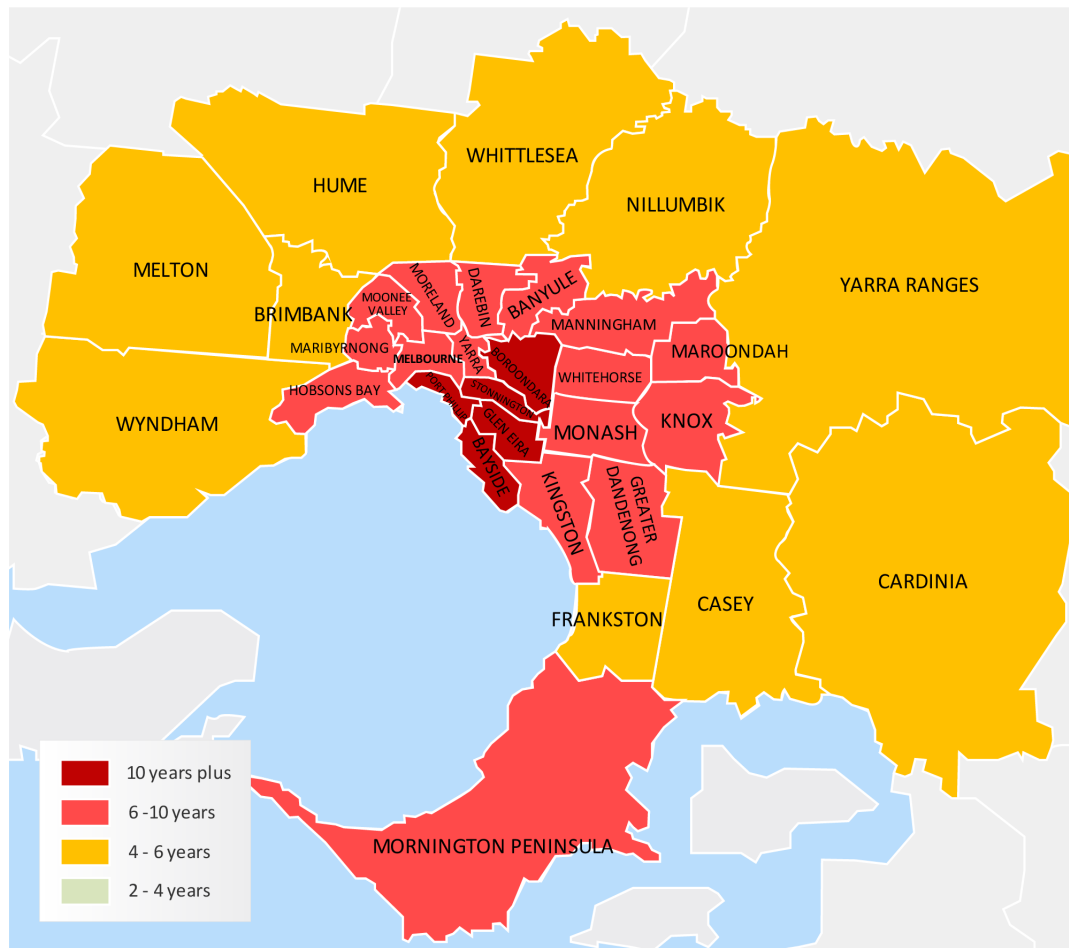 WHITTLESEA
HUME
NILLUMBIK
MELTON
YARRA RANGES
BRIMBANK
MOONEE
VALLEY
MORELAND
DAREBIN
BANYULE
MANNINGHAM
MARIBYRNONG
MELBOURNE
YARRA
BOROONDARA
WHITEHORSE
MAROONDAH
HOBSONS BAY
PORT PHILLIP
STONNINGTON
WYNDHAM
GLEN EIRA
MONASH
KNOX
BAYSIDE
KINGSTON
GREATER
DANDENONG
CARDINIA
CASEY
FRANKSTON
MORNINGTON PENINSULA
10 years plus
6 -10 years
4 - 6 years
2 - 4 years